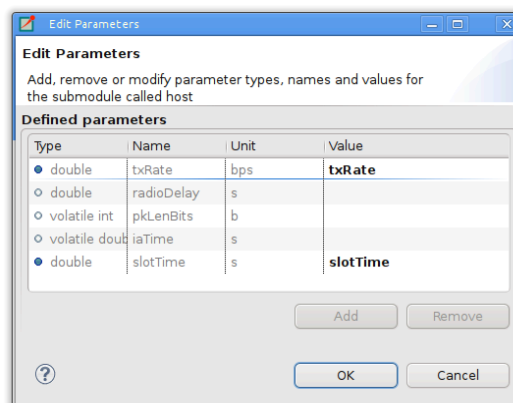 Edit Parameters
Edit Parameters
Add, remove or modify parameter types, names and values for
the submodule called host
Defined parameters
Type Name Unit Value
double txRate bps txRate
double radioDelay s
volatile int pkLenBits b
volatile doub iaTime s
double slotTime s slotTime
Add Remove
? OK Cancel